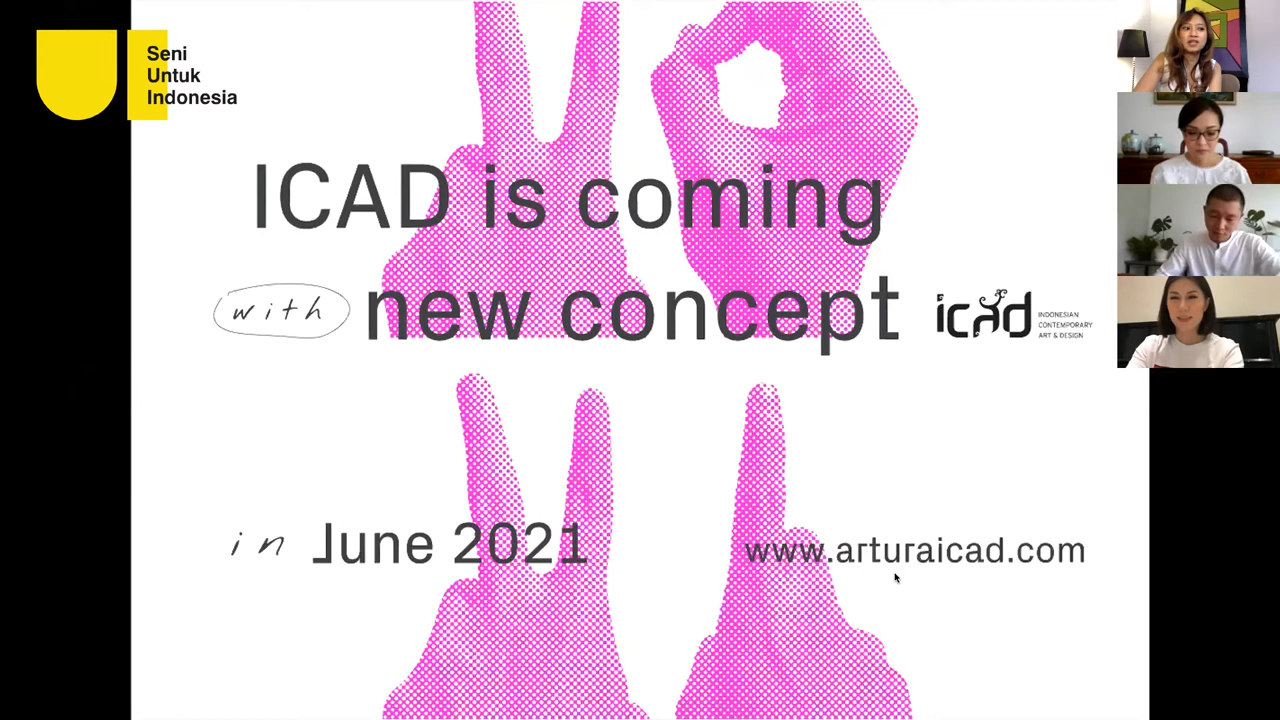 Seni
Untuk
Indonesia
ICAD is coming
with new concept
icad
INDONESIAN
CONTEMPORARY
ART & DESIGN
in June 2021
www.arturaicad.com